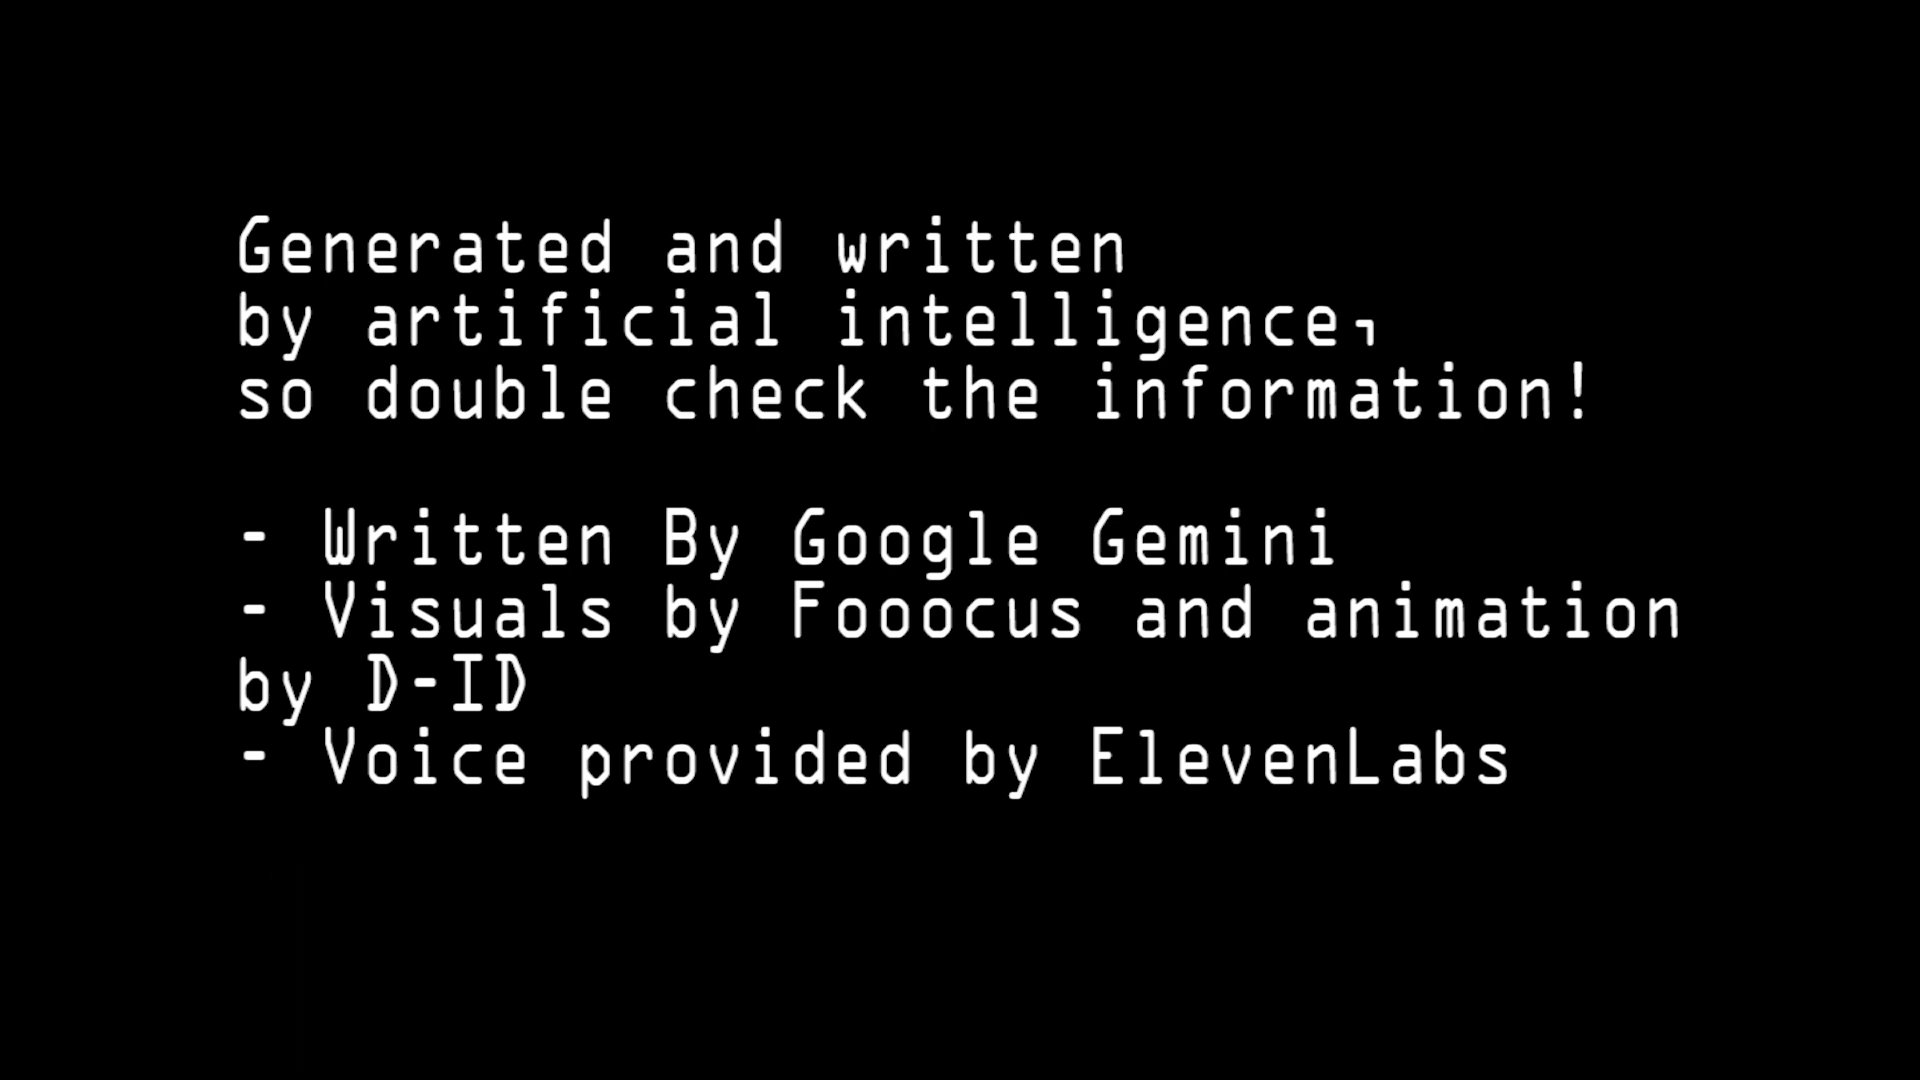 Generated and written
by artificial intelligence,
so double check the information!
- Written By Google Gemini
- Visuals by Fooocus and animation
by D-ID
- Voice provided by ElevenLabs